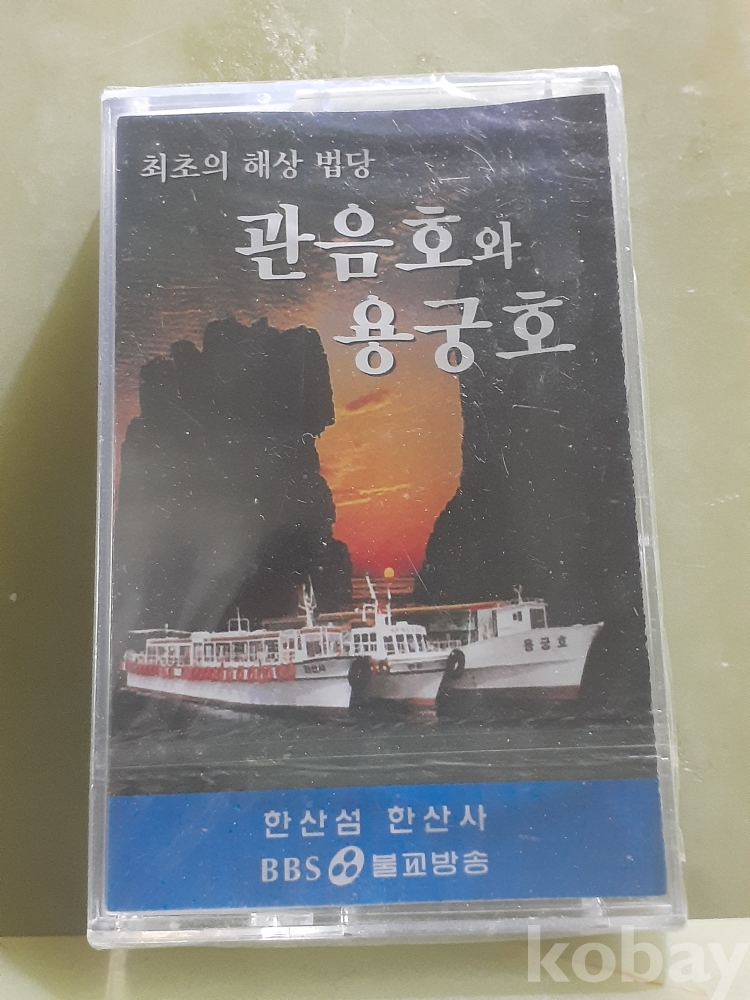 최초의 해상 법당
관음호와
용궁호
용궁호
한산섬 한산사
BBS 불교방송
kobay